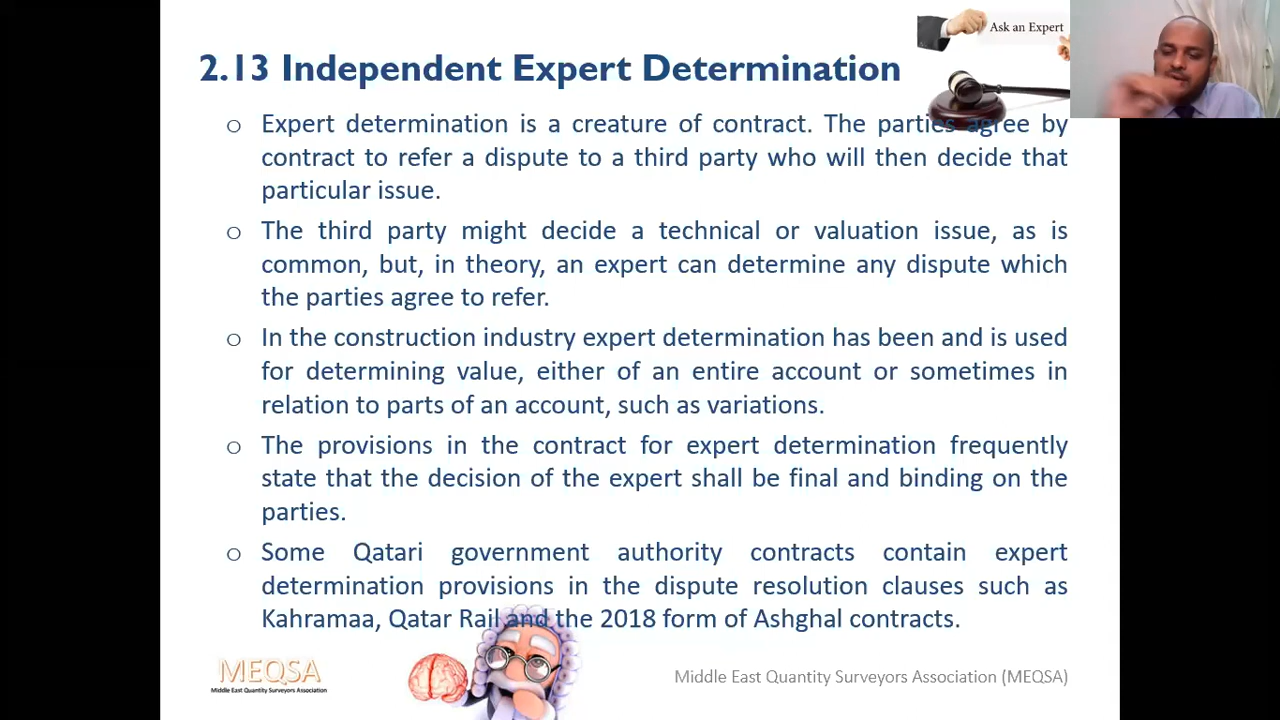 Ask an Expert
2.13 Independent Expert Determination
o Expert determination is a creature of contract. The parties agree by
contract to refer a dispute to a third party who will then decide that
particular issue.
o The third party might decide a technical or valuation issue, as is
common, but, in theory, an expert can determine any dispute which
the parties agree to refer.
o In the construction industry expert determination has been and is used
for determining value, either of an entire account or sometimes in
relation to parts of an account, such as variations.
o The provisions in the contract for expert determination frequently
state that the decision of the expert shall be final and binding on the
parties.
o Some Qatari government authority contracts contain expert
determination provisions in the dispute resolution clauses such as
Kahramaa, Qatar Rail and the 2018 form of Ashghal contracts.
MEQSA
Middle East Quantity Surveyors Association
Middle East Quantity Surveyors Association (MEQSA)